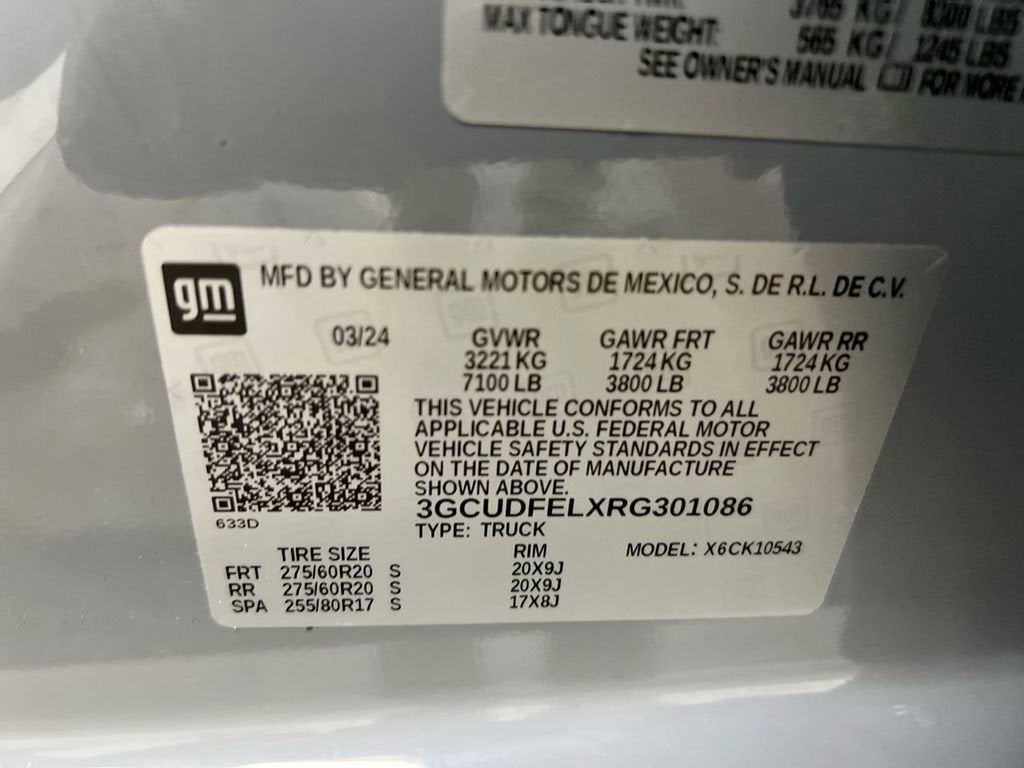 3765 KG/ 8300 LBS
MAX TONGUE WEIGHT: 565 KG/ 1245 LBS
SEE OWNER'S MANUAL FOR MORE
gm
MFD BY GENERAL MOTORS DE MEXICO, S. DE R.L. DE C.V.
03/24 GVWR GAWR FRT GAWR RR
3221 KG 1724 KG 1724 KG
7100 LB 3800 LB 3800 LB
THIS VEHICLE CONFORMS TO ALL
APPLICABLE U.S. FEDERAL MOTOR
VEHICLE SAFETY STANDARDS IN EFFECT
ON THE DATE OF MANUFACTURE
SHOWN ABOVE.
3GCUDFELXRG301086
633D
TYPE: TRUCK
TIRE SIZE RIM MODEL: X6CK10543
FRT 275/60R20 S 20X9J
RR 275/60R20 S 20X9J
SPA 255/80R17 S 17X8J